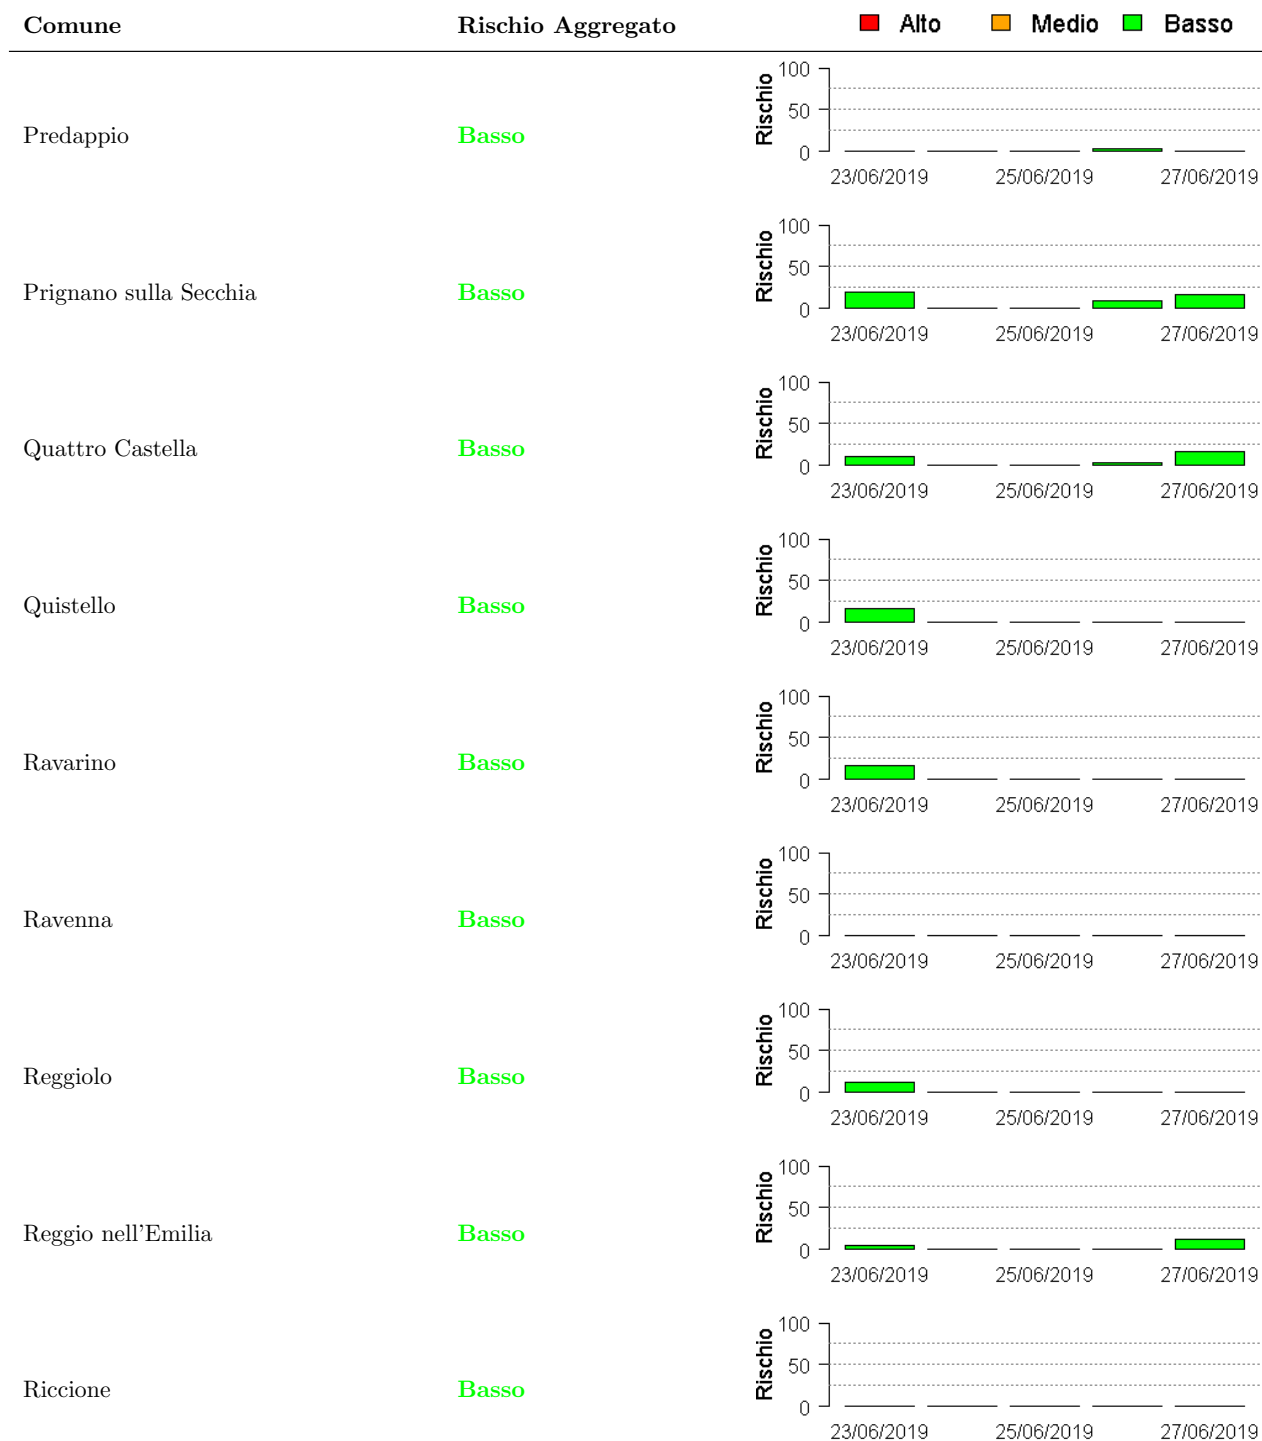 Comune Rischio Aggregato Alto Medio Basso
Predappio Basso Rischio 100 50 0
23/06/2019 25/06/2019 27/06/2019
Prignano sulla Secchia Basso Rischio 100 50 0
23/06/2019 25/06/2019 27/06/2019
Quattro Castella Basso Rischio 100 50 0
23/06/2019 25/06/2019 27/06/2019
Quistello Basso Rischio 100 50 0
23/06/2019 25/06/2019 27/06/2019
Ravarino Basso Rischio 100 50 0
23/06/2019 25/06/2019 27/06/2019
Ravenna Basso Rischio 100 50 0
23/06/2019 25/06/2019 27/06/2019
Reggiolo Basso Rischio 100 50 0
23/06/2019 25/06/2019 27/06/2019
Reggio nell'Emilia Basso Rischio 100 50 0
23/06/2019 25/06/2019 27/06/2019
Riccione Basso Rischio 100 50 0
23/06/2019 25/06/2019 27/06/2019